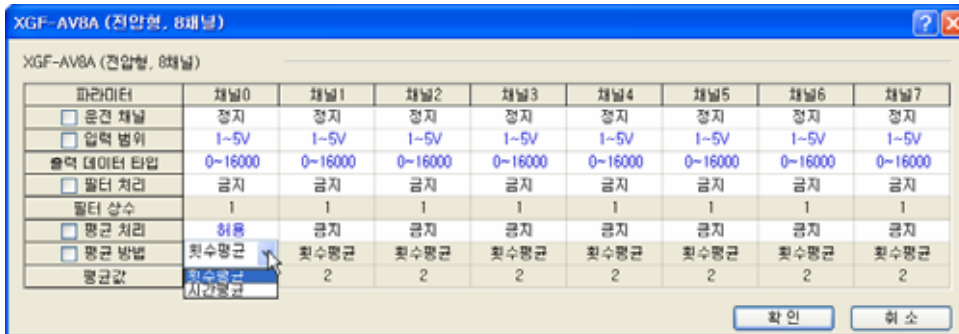 XGF-AV8A (전압형, 8채널)
XGF-AV8A (전압형, 8채널)
파라미터 채널0 채널1 채널2 채널3 채널4 채널5 채널6 채널7
운전 채널 정지 정지 정지 정지 정지 정지 정지 정지
입력 범위 1~5V 1~5V 1~5V 1~5V 1~5V 1~5V 1~5V 1~5V
출력 데이터 타입 0~16000 0~16000 0~16000 0~16000 0~16000 0~16000 0~16000 0~16000
필터 처리 금지 금지 금지 금지 금지 금지 금지 금지
필터 상수 1 1 1 1 1 1 1 1
평균 처리 허용 금지 금지 금지 금지 금지 금지 금지
평균 방법 횟수평균 횟수평균 횟수평균 횟수평균 횟수평균 횟수평균 횟수평균 횟수평균
평균값 횟수평균 2 2 2 2 2 2 2
시간평균
확인 취소